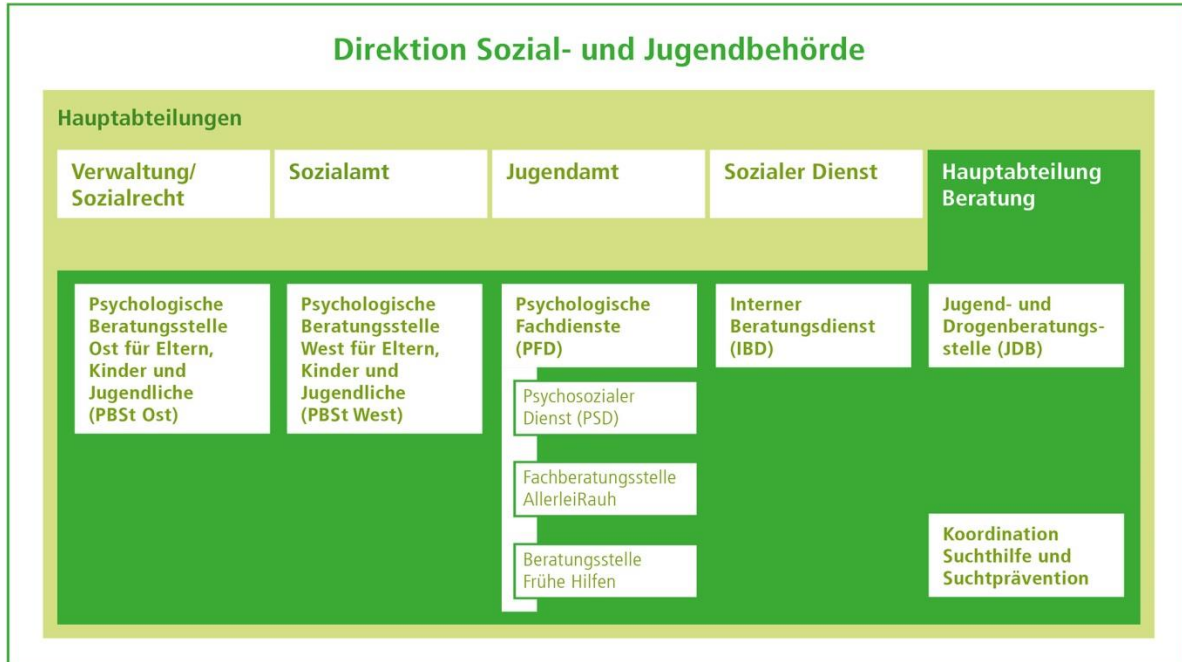 Direktion Sozial- und Jugendbehörde
Hauptabteilungen
Verwaltung/
Sozialrecht
Sozialamt
Jugendamt
Sozialer Dienst
Hauptabteilung
Beratung
Psychologische
Beratungsstelle
Ost für Eltern,
Kinder und
Jugendliche
(PBSt Ost)
Psychologische
Beratungsstelle
West für Eltern,
Kinder und
Jugendliche
(PBSt West)
Psychologische
Fachdienste
(PFD)
Psychosozialer
Dienst (PSD)
Fachberatungsstelle
AllerleiRauh
Beratungsstelle
Frühe Hilfen
Interner
Beratungsdienst
(IBD)
Jugend- und
Drogenberatungs-
stelle (JDB)
Koordination
Suchthilfe und
Suchtprävention